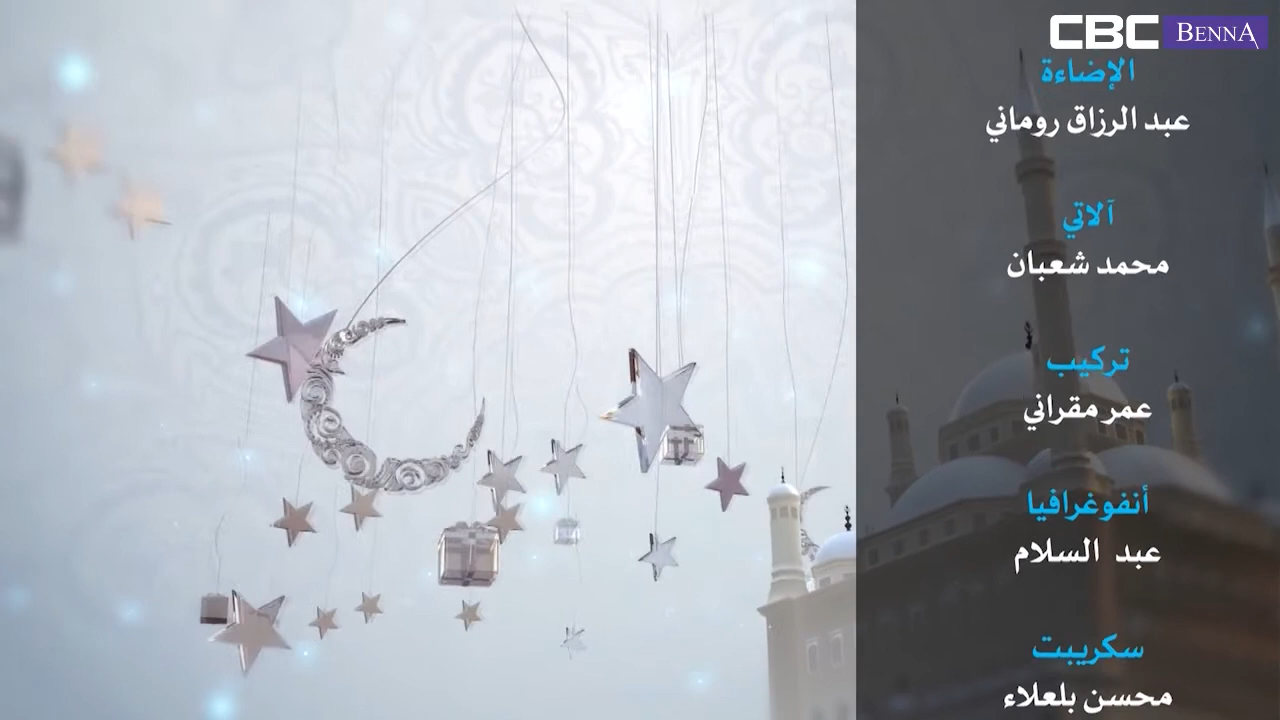 CBC BENNA
الإضاءة
عبد الرزاق روماني
آلاتي
محمد شعبان
تركيب
عمر مقراني
أنفوغرافيا
عبد السلام
سكريبت
محسن بلعلاء